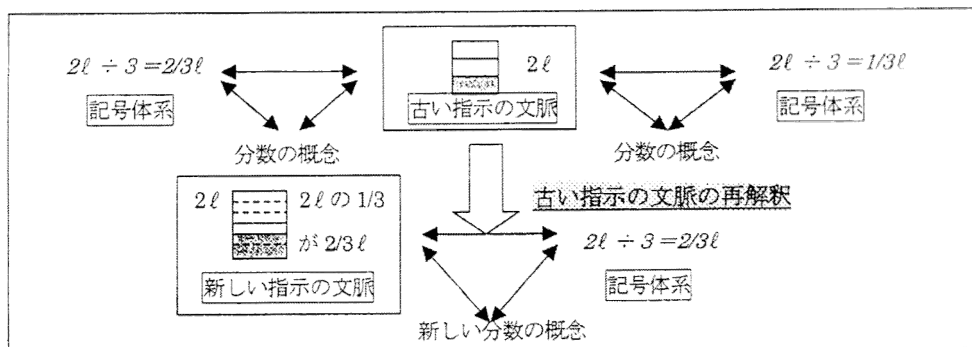 2ℓ ÷ 3 = 2/3ℓ
記号体系
分数の概念
2ℓ
古い指示の文脈
2ℓ ÷ 3 = 1/3ℓ
記号体系
分数の概念
古い指示の文脈の再解釈
2ℓ
2ℓ の 1/3
が 2/3ℓ
新しい指示の文脈
2ℓ ÷ 3 = 2/3ℓ
記号体系
新しい分数の概念